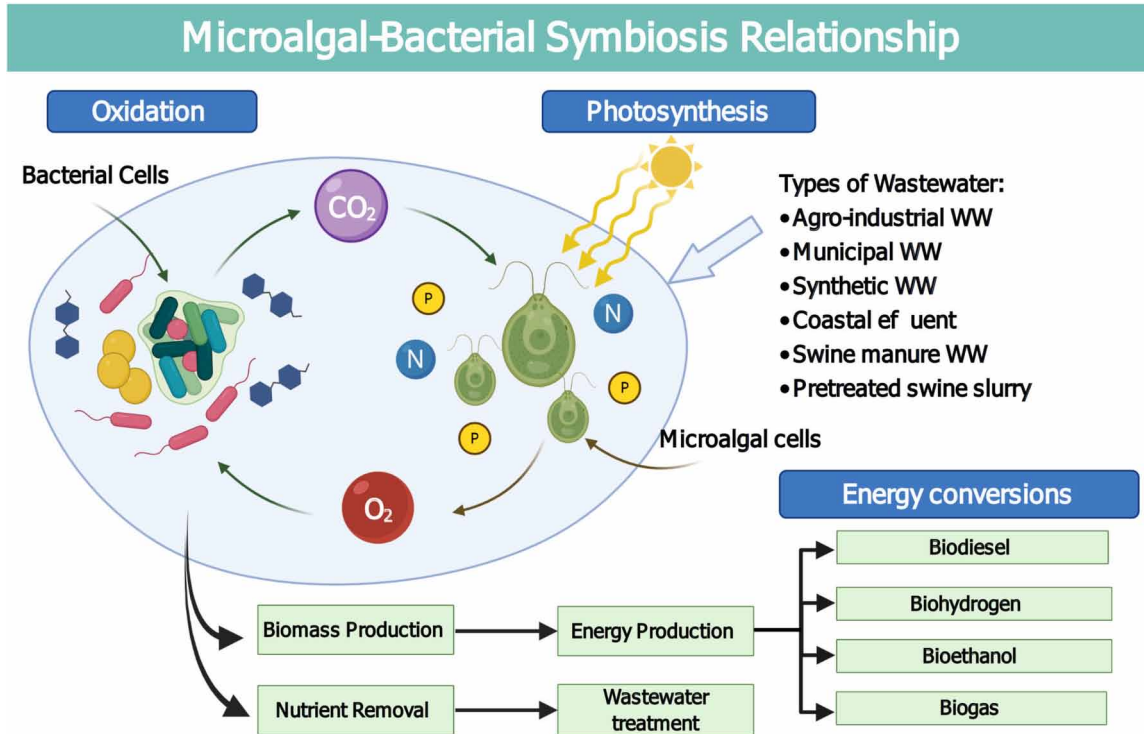 Microalgal-Bacterial Symbiosis Relationship
Oxidation
Photosynthesis
Bacterial Cells
CO₂
Types of Wastewater:
•Agro-industrial WW
•Municipal WW
•Synthetic WW
•Coastal ef uent
•Swine manure WW
•Pretreated swine slurry
P
N
N
P
P
Microalgal cells
O₂
Energy conversions
Biodiesel
Biohydrogen
Biomass Production
Energy Production
Bioethanol
Nutrient Removal
Wastewater
treatment
Biogas